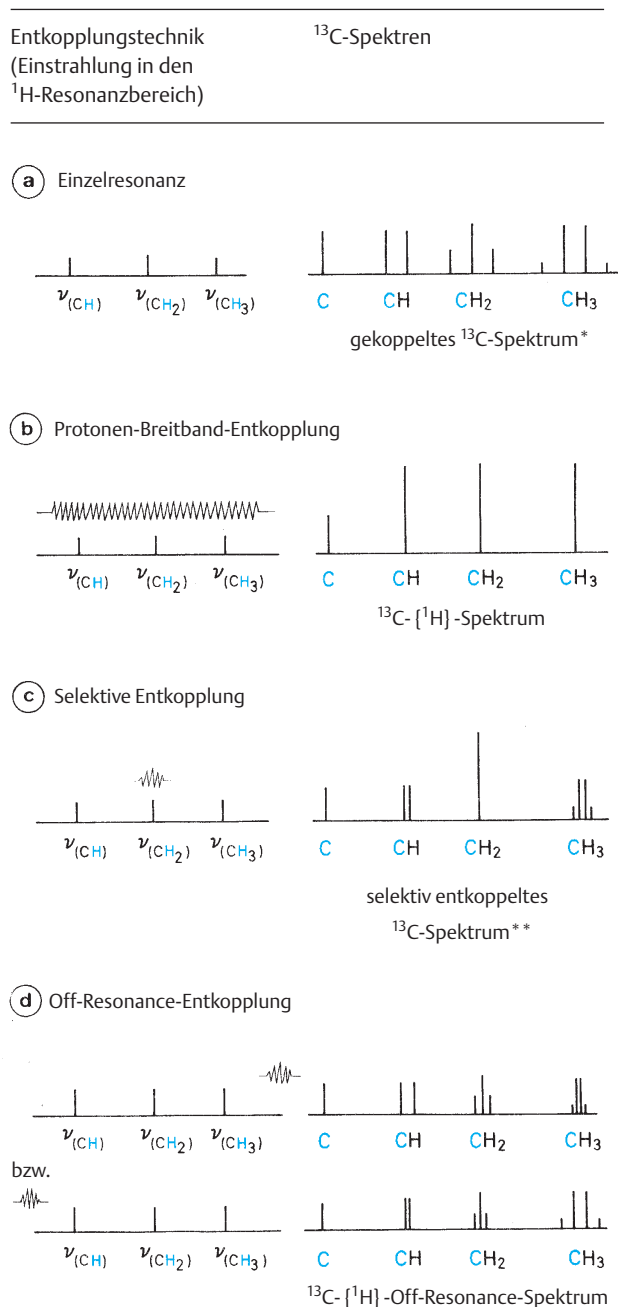 Entkopplungstechnik
(Einstrahlung in den
¹H-Resonanzbereich)
¹³C-Spektren
a Einzelresonanz
ν(CH) ν(CH₂) ν(CH₃)
C CH CH₂ CH₃
gekoppeltes ¹³C-Spektrum*
b Protonen-Breitband-Entkopplung
ν(CH) ν(CH₂) ν(CH₃)
C CH CH₂ CH₃
¹³C- {¹H} -Spektrum
c Selektive Entkopplung
ν(CH) ν(CH₂) ν(CH₃)
C CH CH₂ CH₃
selektiv entkoppeltes
¹³C-Spektrum**
d Off-Resonance-Entkopplung
ν(CH) ν(CH₂) ν(CH₃)
C CH CH₂ CH₃
bzw.
ν(CH) ν(CH₂) ν(CH₃)
C CH CH₂ CH₃
¹³C- {¹H} -Off-Resonance-Spektrum